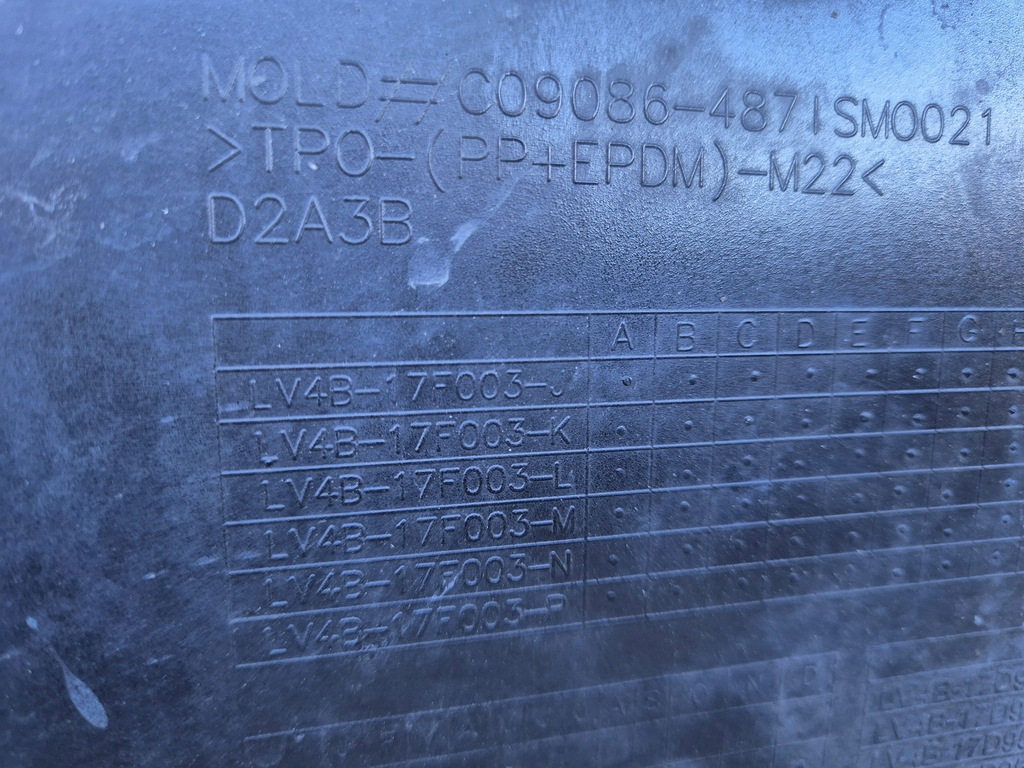 MOLD# C09086-4871SM0021
>TPO-(PP+EPDM)-M22<
D2A3B
A B C D E F G H
LV4B-17F003-J
LV4B-17F003-K
LV4B-17F003-L
LV4B-17F003-M
LV4B-17F003-N
LV4B-17F003-P
J F M A M J J A S O N D